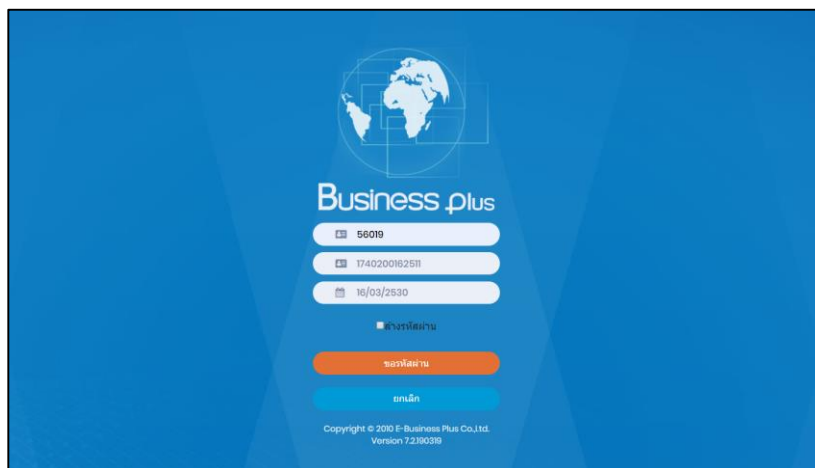 Business Plus
56019
1740200162511
16/03/2530
ล้างรหัสผ่าน
ขอรหัสผ่าน
ยกเลิก
Copyright © 2010 E-Business Plus Co.,Ltd.
Version 7.2.190319